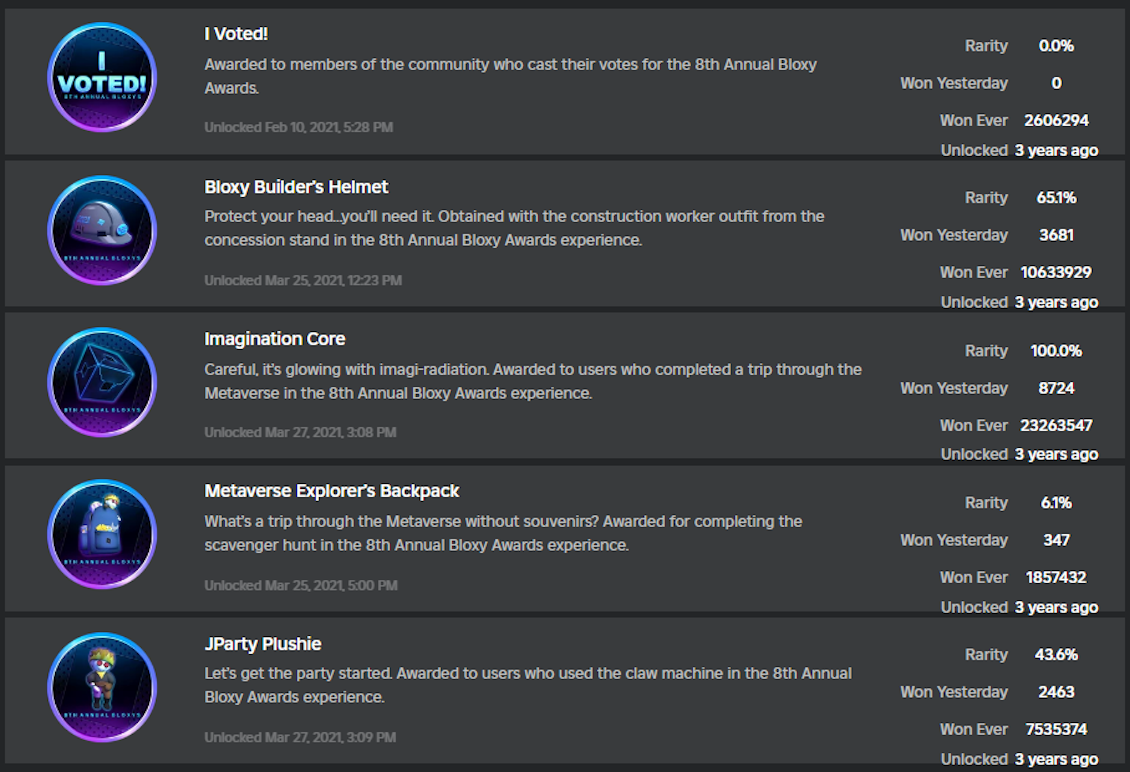 I VOTED!
8TH ANNUAL BLOXYS
I Voted!
Awarded to members of the community who cast their votes for the 8th Annual Bloxy
Awards.
Unlocked Feb 10, 2021, 5:28 PM
Rarity 0.0%
Won Yesterday 0
Won Ever 2606294
Unlocked 3 years ago
8TH ANNUAL BLOXYS
Bloxy Builder's Helmet
Protect your head...you'll need it. Obtained with the construction worker outfit from the
concession stand in the 8th Annual Bloxy Awards experience.
Unlocked Mar 25, 2021, 12:23 PM
Rarity 65.1%
Won Yesterday 3681
Won Ever 10633929
Unlocked 3 years ago
8TH ANNUAL BLOXYS
Imagination Core
Careful, it's glowing with imagi-radiation. Awarded to users who completed a trip through the
Metaverse in the 8th Annual Bloxy Awards experience.
Unlocked Mar 27, 2021, 3:08 PM
Rarity 100.0%
Won Yesterday 8724
Won Ever 23263547
Unlocked 3 years ago
8TH ANNUAL BLOXYS
Metaverse Explorer's Backpack
What's a trip through the Metaverse without souvenirs? Awarded for completing the
scavenger hunt in the 8th Annual Bloxy Awards experience.
Unlocked Mar 25, 2021, 5:00 PM
Rarity 6.1%
Won Yesterday 347
Won Ever 1857432
Unlocked 3 years ago
8TH ANNUAL BLOXYS
JParty Plushie
Let's get the party started. Awarded to users who used the claw machine in the 8th Annual
Bloxy Awards experience.
Unlocked Mar 27, 2021, 3:09 PM
Rarity 43.6%
Won Yesterday 2463
Won Ever 7535374
Unlocked 3 years ago